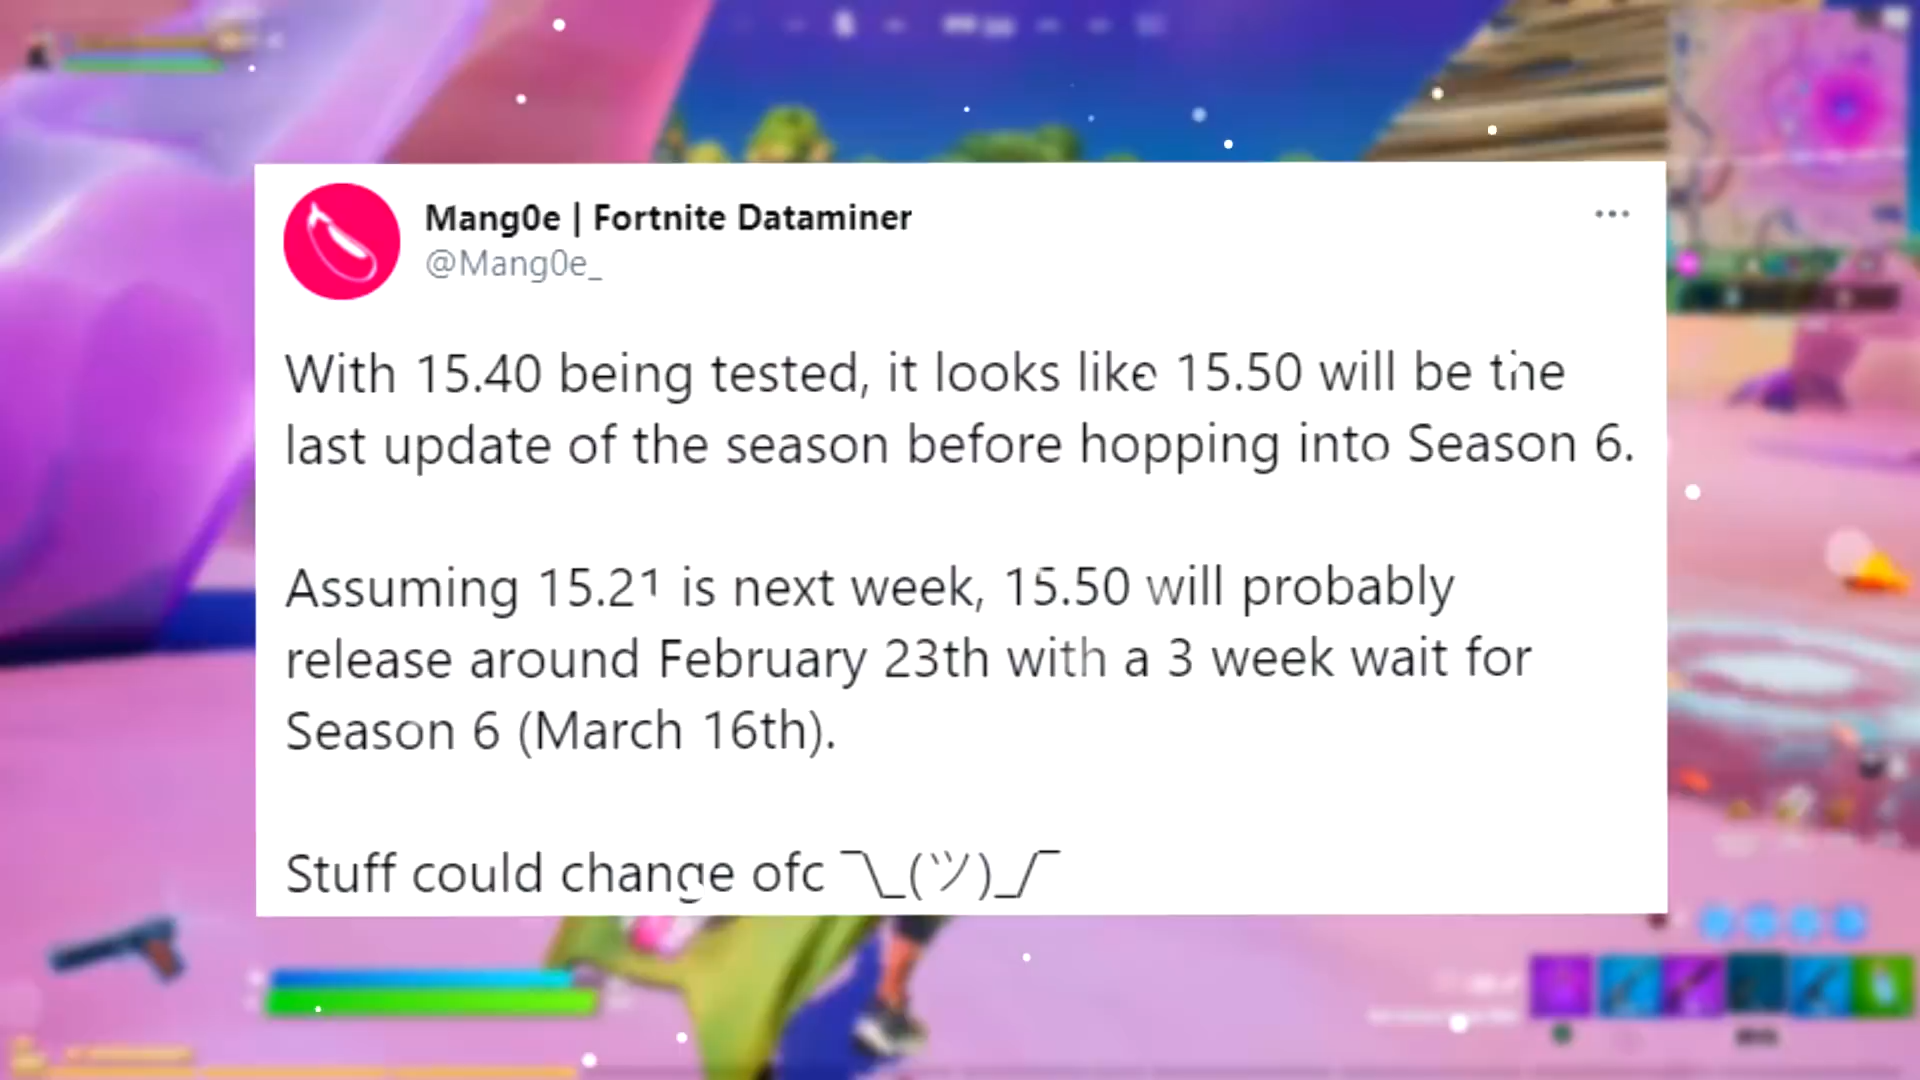 Mang0e | Fortnite Dataminer
@Mang0e_
With 15.40 being tested, it looks like 15.50 will be the
last update of the season before hopping into Season 6.
Assuming 15.21 is next week, 15.50 will probably
release around February 23th with a 3 week wait for
Season 6 (March 16th).
Stuff could change ofc ¯\_(ツ)_/¯